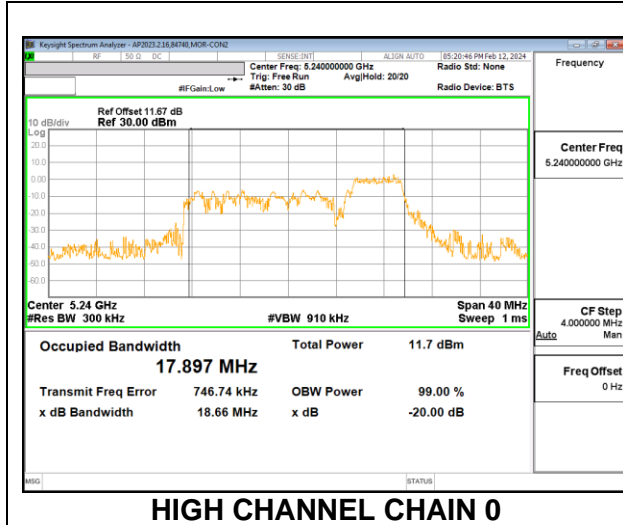 Keysight Spectrum Analyzer - AP2023.2.16,84740,MOR-CON2
RF 50 Ω DC SENSE:INT ALIGN AUTO 05:20:46 PM Feb 12, 2024
Center Freq: 5.240000000 GHz Radio Std: None
Trig: Free Run Avg|Hold: 20/20
#IFGain:Low #Atten: 30 dB Radio Device: BTS
Frequency
Ref Offset 11.67 dB
10 dB/div Ref 30.00 dBm
Log
20.0
10.0
0.00
-10.0
-20.0
-30.0
-40.0
-50.0
-60.0
Center Freq
5.240000000 GHz
Center 5.24 GHz Span 40 MHz
#Res BW 300 kHz #VBW 910 kHz Sweep 1 ms
CF Step
4.000000 MHz
Auto Man
Freq Offset
0 Hz
Occupied Bandwidth Total Power 11.7 dBm
17.897 MHz
Transmit Freq Error 746.74 kHz OBW Power 99.00 %
x dB Bandwidth 18.66 MHz x dB -20.00 dB
MSG STATUS
HIGH CHANNEL CHAIN 0